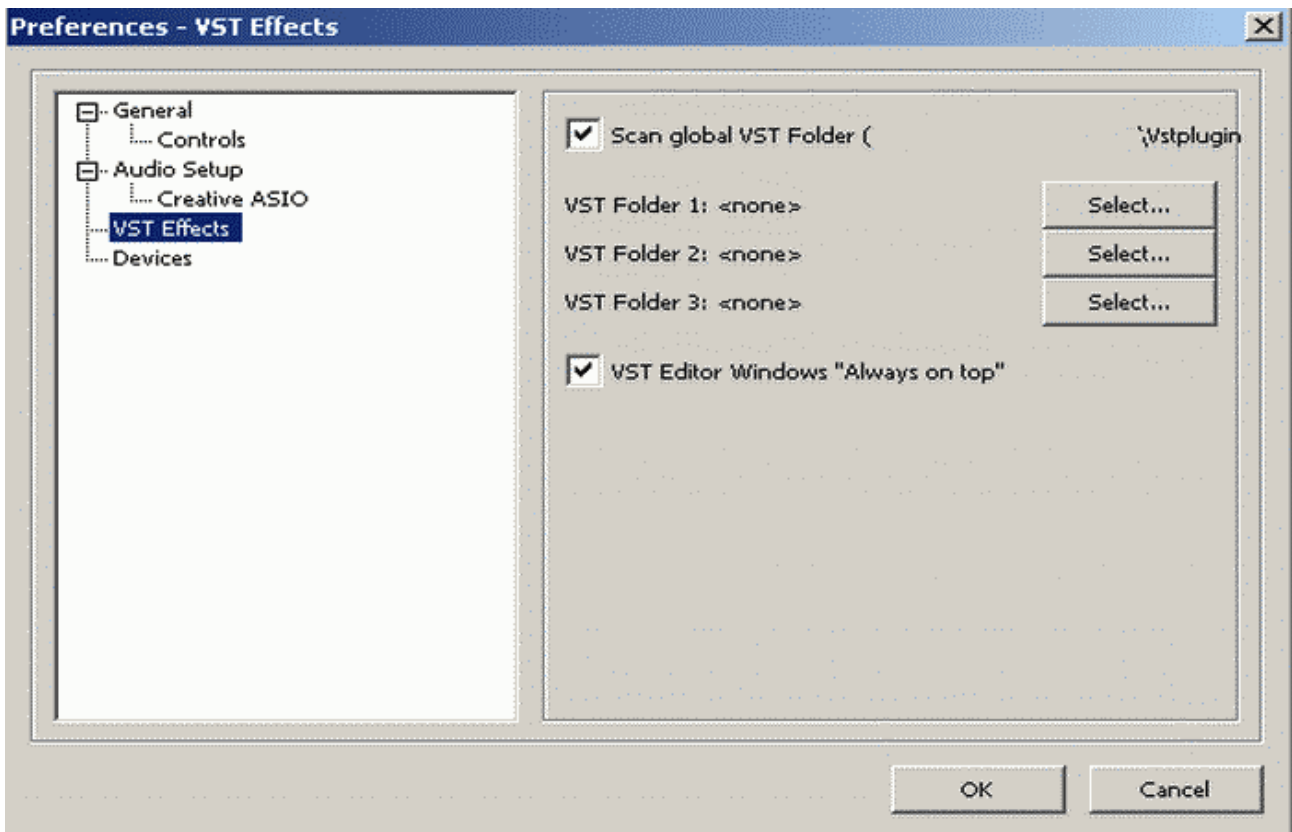 Preferences - VST Effects
General
Controls
Audio Setup
Creative ASIO
VST Effects
Devices
Scan global VST Folder ( \Vstplugin
VST Folder 1: <none> Select...
VST Folder 2: <none> Select...
VST Folder 3: <none> Select...
VST Editor Windows "Always on top"
OK Cancel